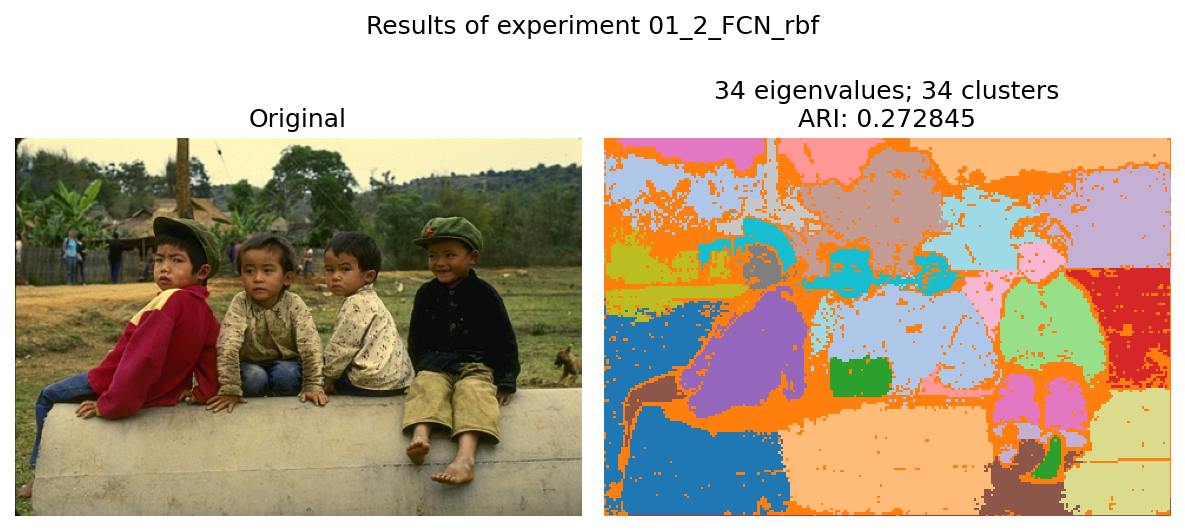 Results of experiment 01_2_FCN_rbf
Original
34 eigenvalues; 34 clusters
ARI: 0.272845